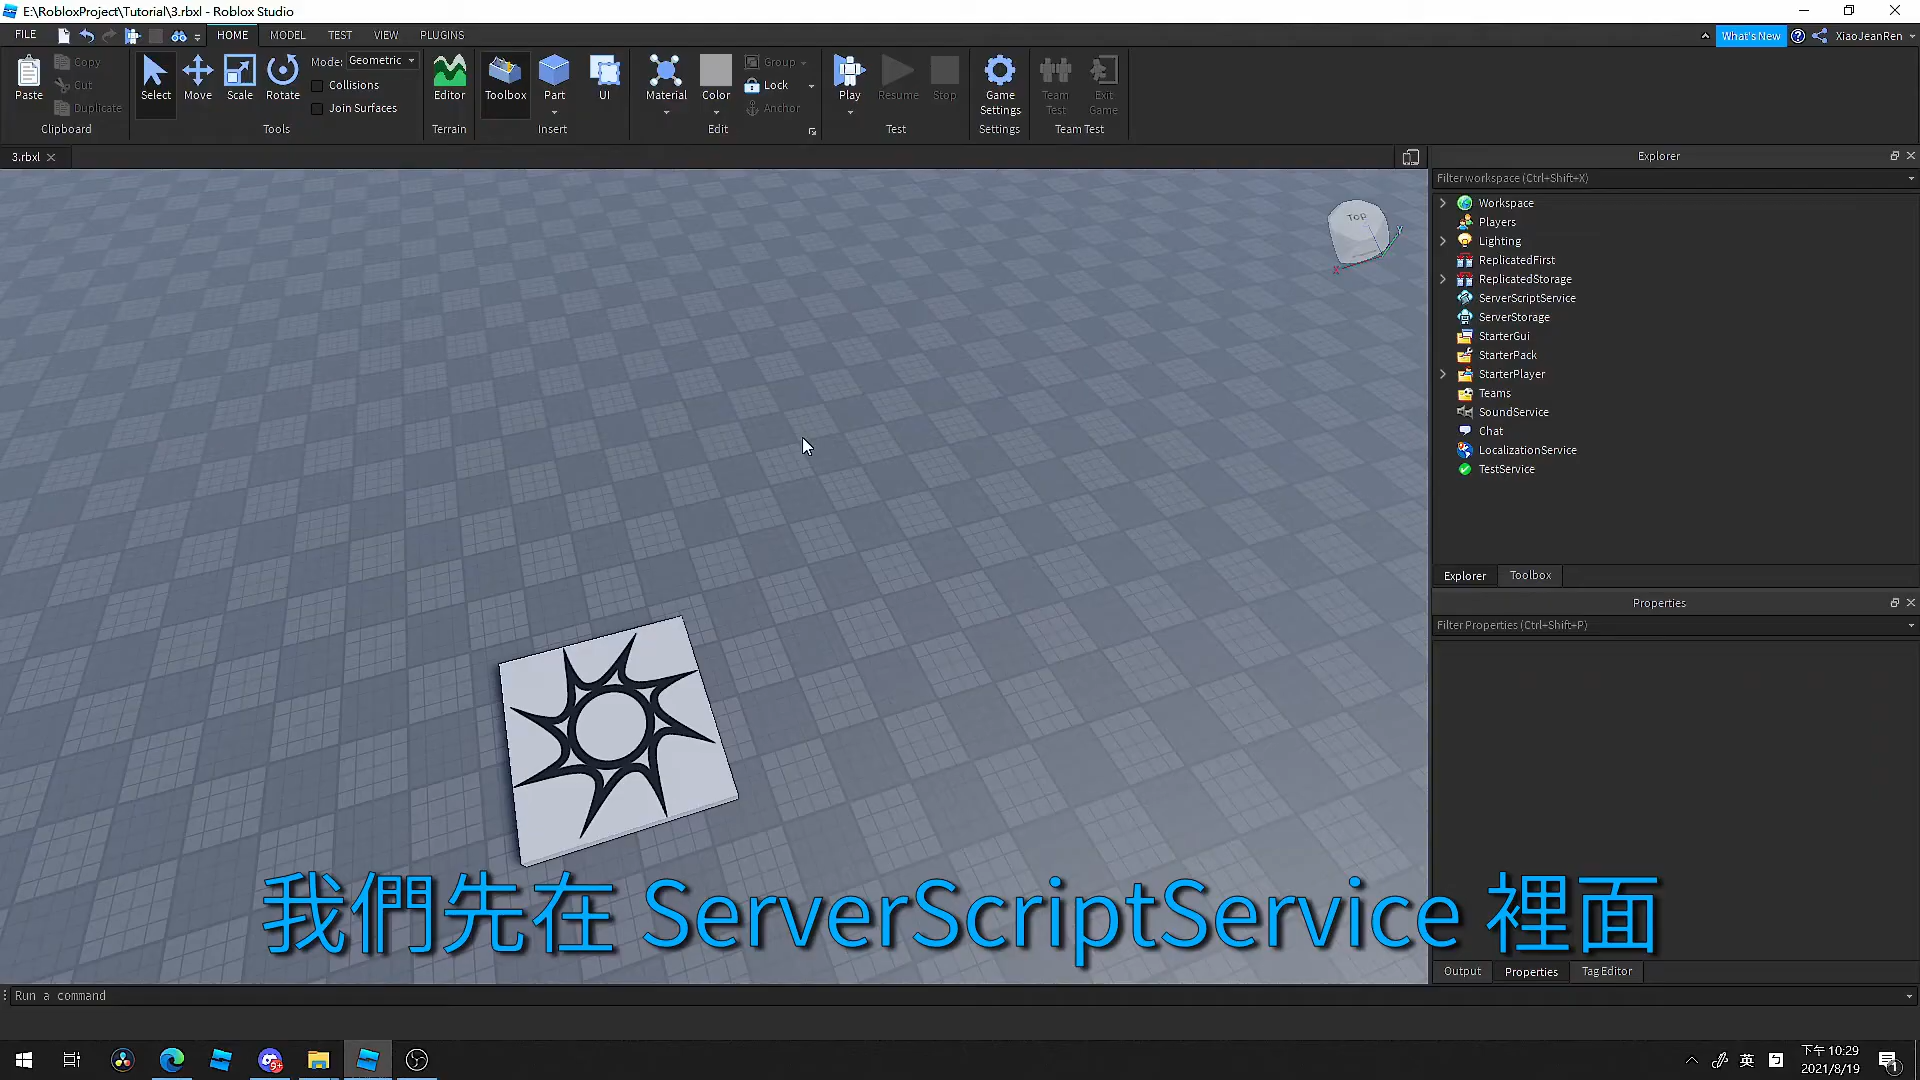 E:\RobloxProject\Tutorial\3.rbxl - Roblox Studio
FILE HOME MODEL TEST VIEW PLUGINS What's New XiaoJeanRen
Paste Copy Cut Duplicate Clipboard
Select Move Scale Rotate Mode: Geometric Collisions Join Surfaces Tools
Editor Terrain
Toolbox Part UI Insert
Material Color Group Lock Anchor Edit
Play Resume Stop Test
Game Settings Settings
Team Test Exit Game Team Test
3.rbxl
TOP
Y
X
Explorer
Filter workspace (Ctrl+Shift+X)
Workspace
Players
Lighting
ReplicatedFirst
ReplicatedStorage
ServerScriptService
ServerStorage
StarterGui
StarterPack
StarterPlayer
Teams
SoundService
Chat
LocalizationService
TestService
Explorer Toolbox
Properties
Filter Properties (Ctrl+Shift+P)
我們先在 ServerScriptService 裡面
Output Properties Tag Editor
Run a command
9+
英
下午 10:29
2021/8/19
1